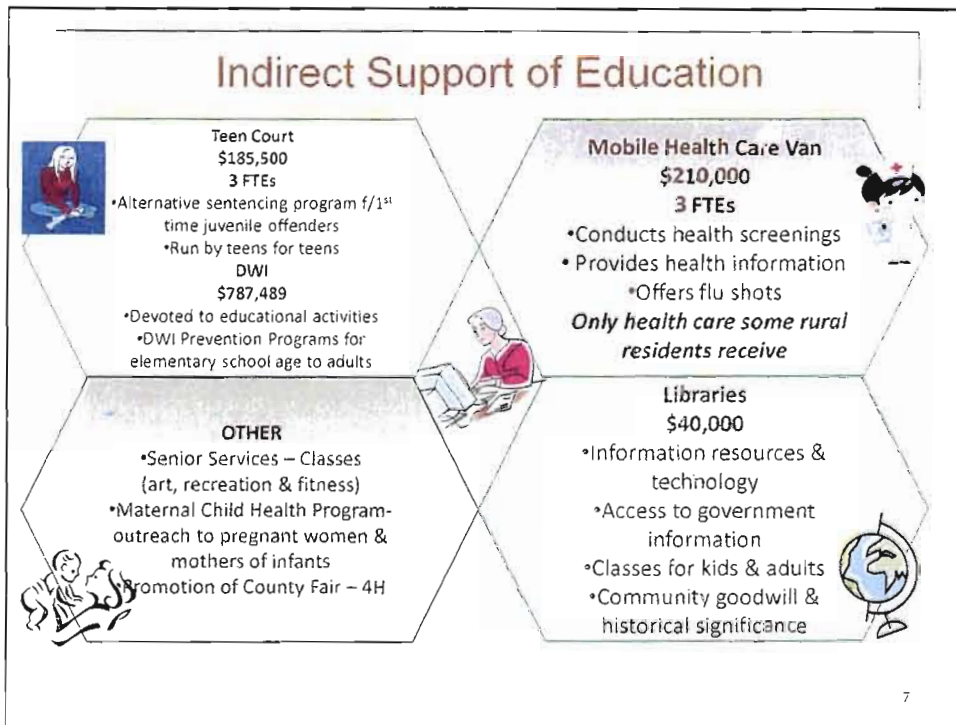 Indirect Support of Education
Teen Court
$185,500
3 FTEs
•Alternative sentencing program f/1st
time juvenile offenders
•Run by teens for teens
DWI
$787,489
•Devoted to educational activities
•DWI Prevention Programs for
elementary school age to adults
Mobile Health Care Van
$210,000
3 FTEs
•Conducts health screenings
• Provides health information
•Offers flu shots
Only health care some rural
residents receive
OTHER
•Senior Services – Classes
(art, recreation & fitness)
•Maternal Child Health Program-
outreach to pregnant women &
mothers of infants
•Promotion of County Fair – 4H
Libraries
$40,000
•Information resources &
technology
•Access to government
information
•Classes for kids & adults
•Community goodwill &
historical significance
7